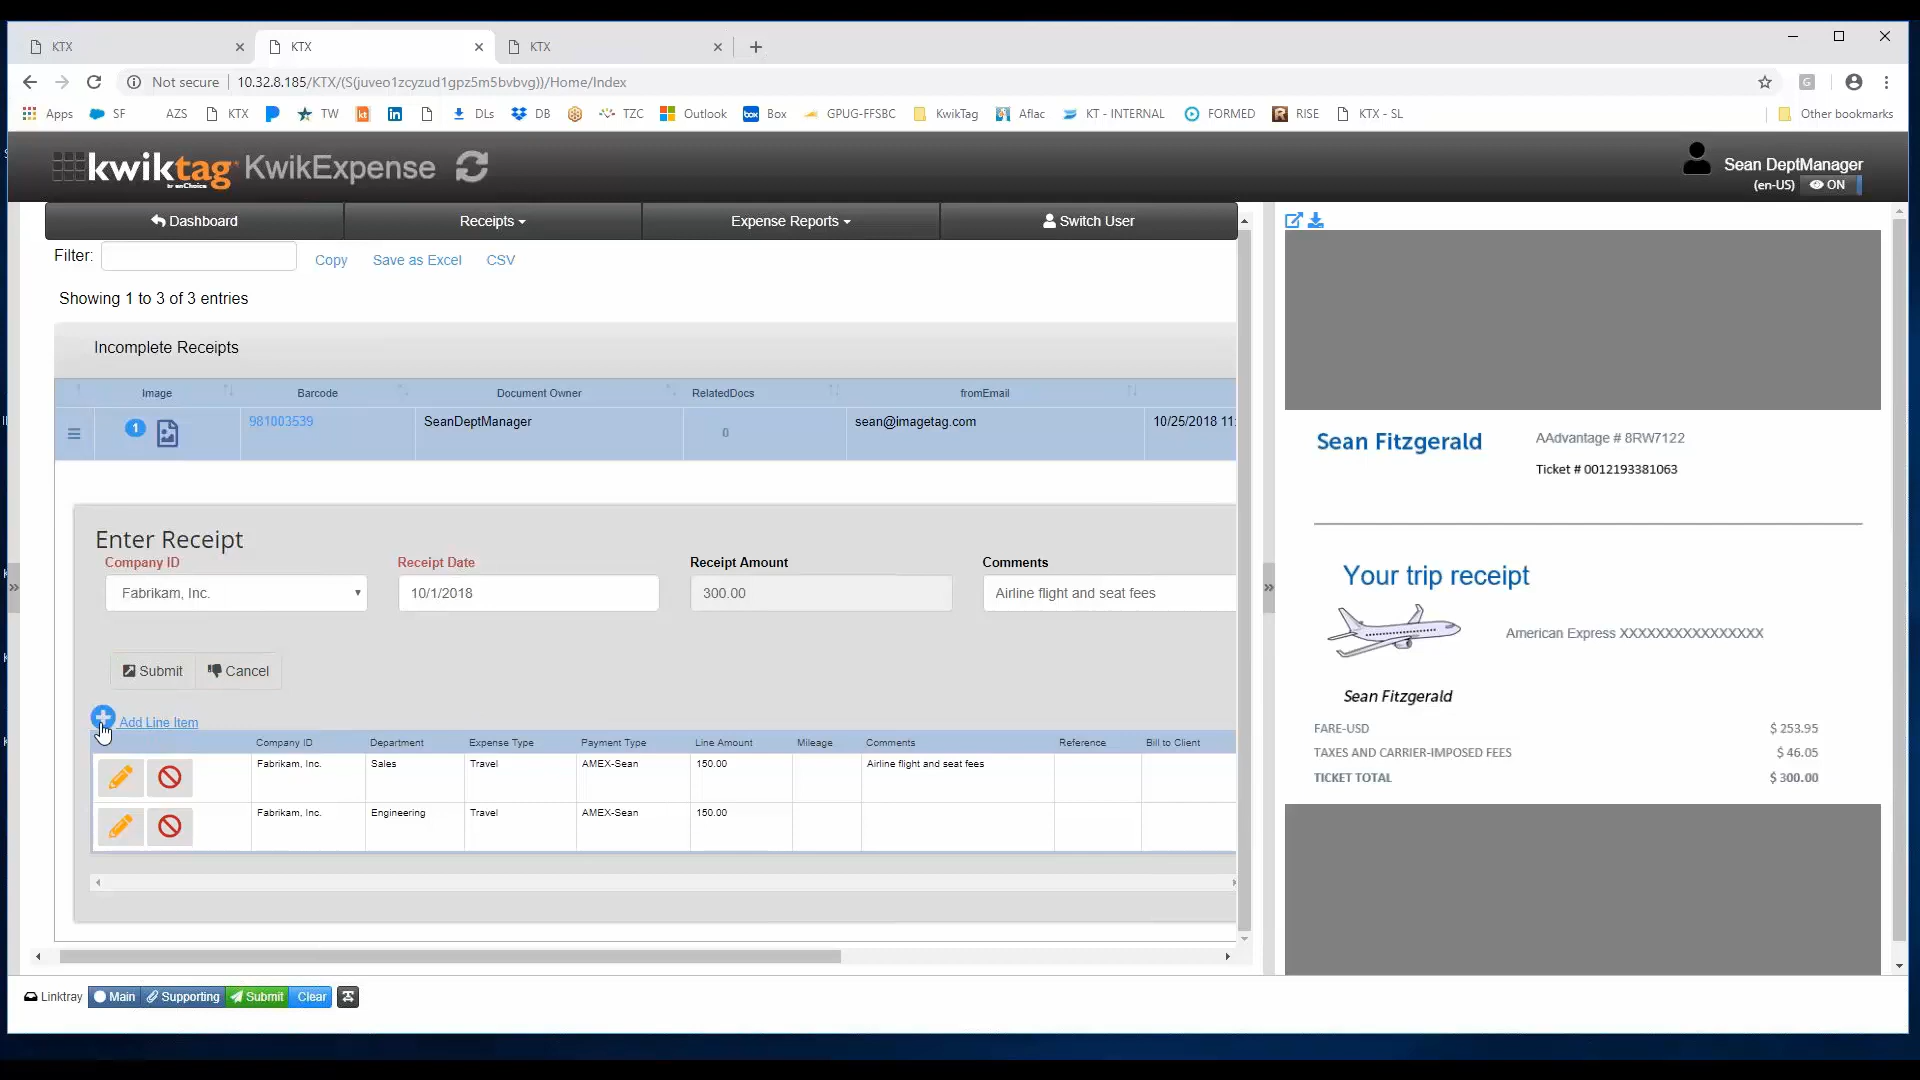 KTX
KTX
KTX
Not secure
10.32.8.185/KTX/(S(juveo1zcyzud1gpz5m5bvbvg))/Home/Index
Apps
SF
AZS
KTX
TW
DLs
DB
TZC
Outlook
box
Box
GPUG-FFSBC
KwikTag
Aflac
KT - INTERNAL
FORMED
RISE
KTX - SL
Other bookmarks
kwiktag KwikExpense
by enChoice
Sean DeptManager
(en-US)
ON
Dashboard
Receipts
Expense Reports
Switch User
Filter:
Copy
Save as Excel
CSV
Showing 1 to 3 of 3 entries
Incomplete Receipts
Image
Barcode
Document Owner
RelatedDocs
fromEmail
1
981003539
SeanDeptManager
0
sean@imagetag.com
10/25/2018 11:
Enter Receipt
Company ID
Receipt Date
Receipt Amount
Comments
Fabrikam, Inc.
10/1/2018
300.00
Airline flight and seat fees
Submit
Cancel
Add Line Item
Company ID
Department
Expense Type
Payment Type
Line Amount
Mileage
Comments
Reference
Bill to Client
Fabrikam, Inc.
Sales
Travel
AMEX-Sean
150.00
Airline flight and seat fees
Fabrikam, Inc.
Engineering
Travel
AMEX-Sean
150.00
Sean Fitzgerald
AAdvantage # 8RW7122
Ticket # 0012193381063
Your trip receipt
American Express XXXXXXXXXXXXXXXX
Sean Fitzgerald
FARE-USD
$ 253.95
TAXES AND CARRIER-IMPOSED FEES
$ 46.05
TICKET TOTAL
$ 300.00
Linktray
Main
Supporting
Submit
Clear